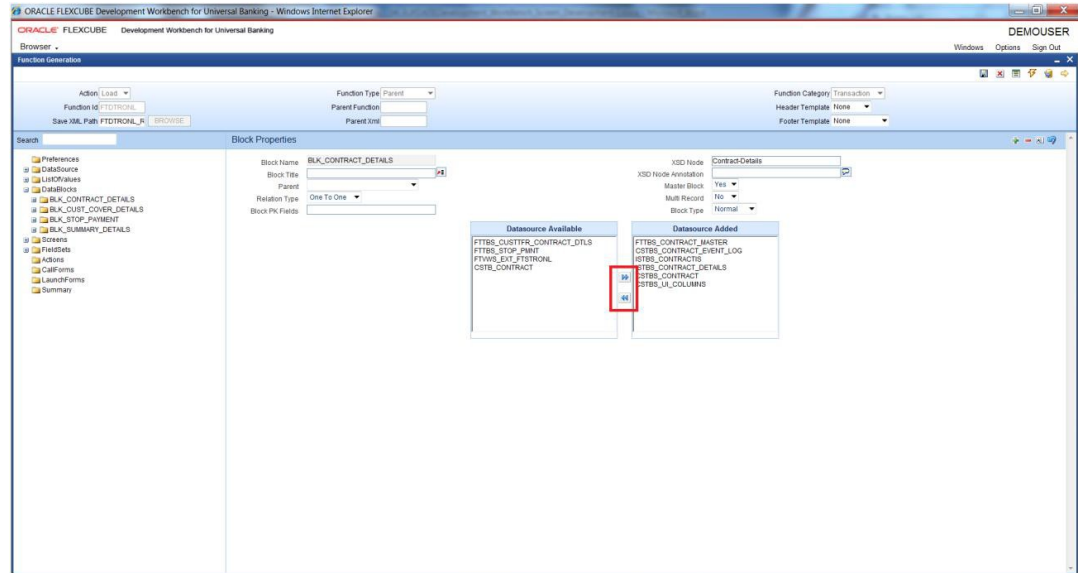 ORACLE FLEXCUBE Development Workbench for Universal Banking - Windows Internet Explorer
ORACLE FLEXCUBE Development Workbench for Universal Banking DEMOUSER
Browser Windows Options Sign Out
Function Generation
Action Load Function Type Parent Function Category Transaction
Function Id FTDTRONL Parent Function Header Template None
Save XML Path FTDTRONL_R BROWSE Parent Xml Footer Template None
Search Block Properties
Preferences
DataSource
ListOfValues
DataBlocks
BLK_CONTRACT_DETAILS
BLK_CUST_COVER_DETAILS
BLK_STOP_PAYMENT
BLK_SUMMARY_DETAILS
Screens
FieldSets
Actions
CallForms
LaunchForms
Summary
Block Name BLK_CONTRACT_DETAILS XSD Node Contract-Details
Block Title XSD Node Annotation
Parent Master Block Yes
Relation Type One To One Multi Record No
Block PK Fields Block Type Normal
Datasource Available Datasource Added
FTTBS_CUSTTFR_CONTRACT_DTLS FTTBS_CONTRACT_MASTER
FTTBS_STOP_PMNT CSTBS_CONTRACT_EVENT_LOG
FTVWS_EXT_FTSTRONL ISTBS_CONTRACTIS
CSTB_CONTRACT ISTBS_CONTRACT_DETAILS
CSTBS_CONTRACT
CSTBS_UI_COLUMNS